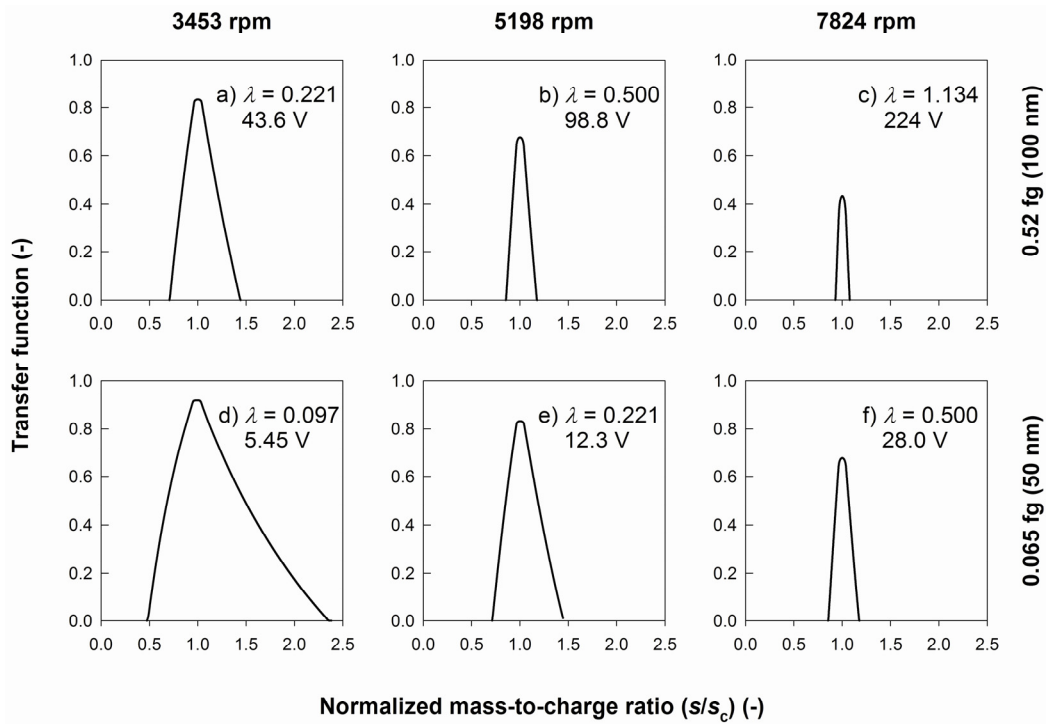 3453 rpm 5198 rpm 7824 rpm
1.0 0.8 0.6 0.4 0.2 0.0
a) λ = 0.221
43.6 V
0.0 0.5 1.0 1.5 2.0 2.5
1.0 0.8 0.6 0.4 0.2 0.0
b) λ = 0.500
98.8 V
0.0 0.5 1.0 1.5 2.0 2.5
1.0 0.8 0.6 0.4 0.2 0.0
c) λ = 1.134
224 V
0.0 0.5 1.0 1.5 2.0 2.5
0.52 fg (100 nm)
Transfer function (-)
1.0 0.8 0.6 0.4 0.2 0.0
d) λ = 0.097
5.45 V
0.0 0.5 1.0 1.5 2.0 2.5
1.0 0.8 0.6 0.4 0.2 0.0
e) λ = 0.221
12.3 V
0.0 0.5 1.0 1.5 2.0 2.5
1.0 0.8 0.6 0.4 0.2 0.0
f) λ = 0.500
28.0 V
0.0 0.5 1.0 1.5 2.0 2.5
0.065 fg (50 nm)
Normalized mass-to-charge ratio (s/sc) (-)